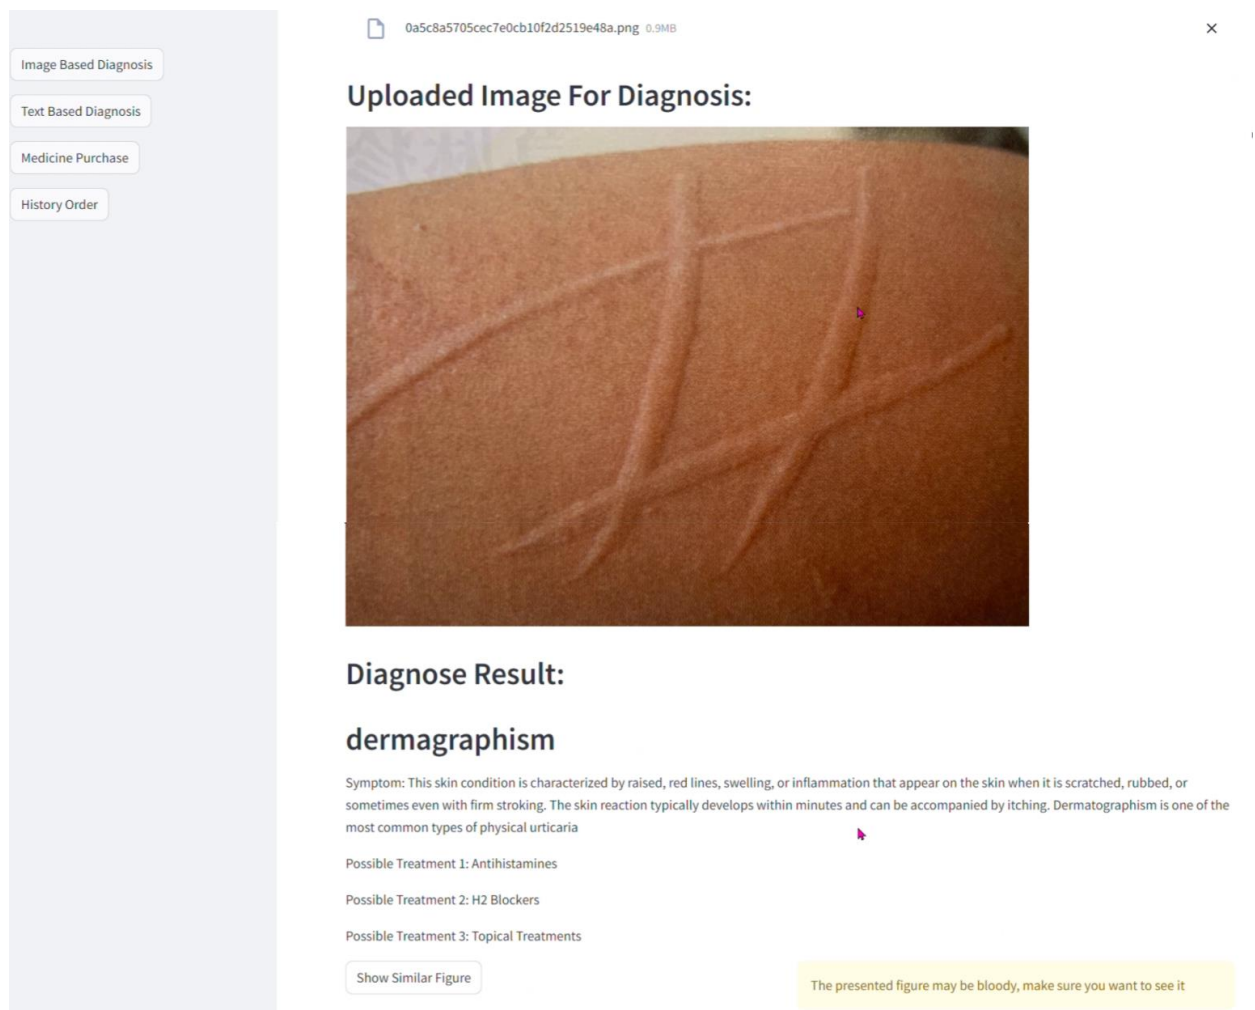 Image Based Diagnosis
Text Based Diagnosis
Medicine Purchase
History Order
0a5c8a5705cec7e0cb10f2d2519e48a.png 0.9MB
Uploaded Image For Diagnosis:
Diagnose Result:
dermagraphism
Symptom: This skin condition is characterized by raised, red lines, swelling, or inflammation that appear on the skin when it is scratched, rubbed, or
sometimes even with firm stroking. The skin reaction typically develops within minutes and can be accompanied by itching. Dermatographism is one of the
most common types of physical urticaria
Possible Treatment 1: Antihistamines
Possible Treatment 2: H2 Blockers
Possible Treatment 3: Topical Treatments
Show Similar Figure
The presented figure may be bloody, make sure you want to see it